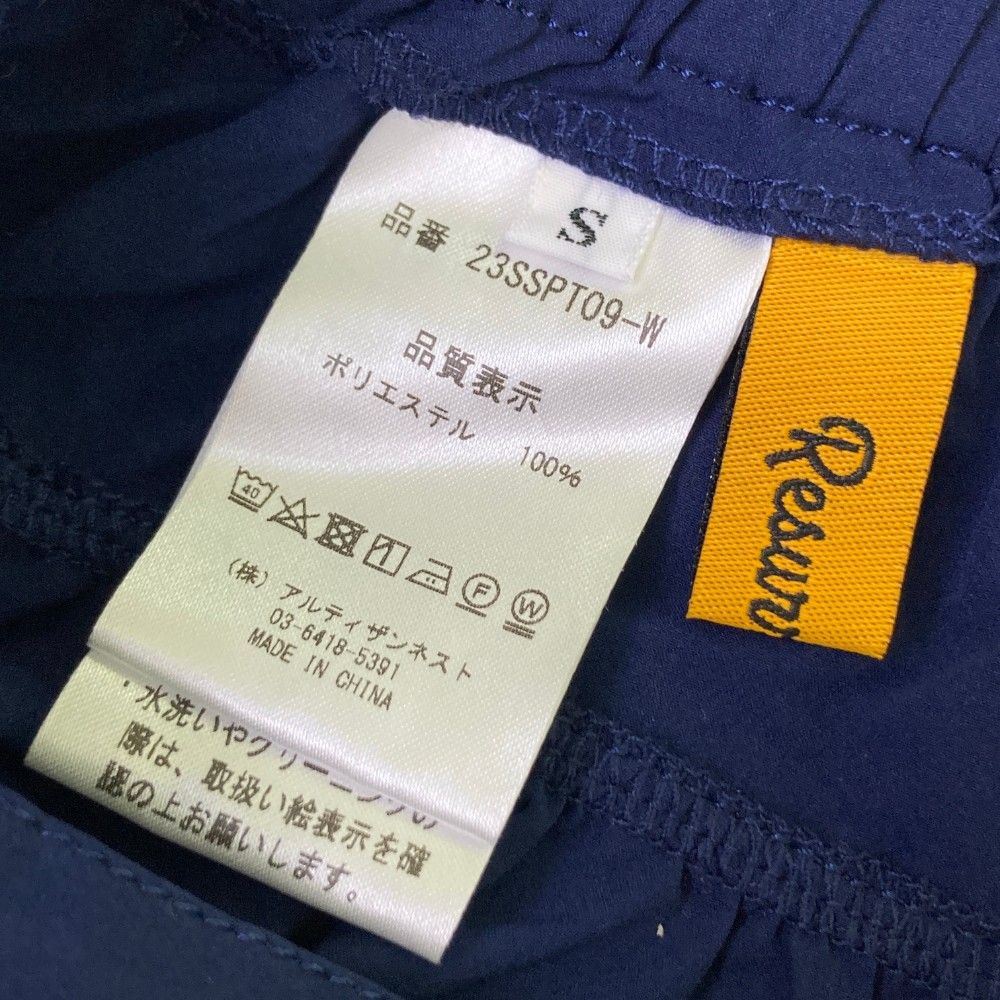 S
品番 23SSPT09-W
品質表示
ポリエステル 100%
40
F
W
(株) アルティザンネスト
03-6418-5391
MADE IN CHINA
・水洗いやクリーニングの
際は、取扱い絵表示を確
認の上お願いします。